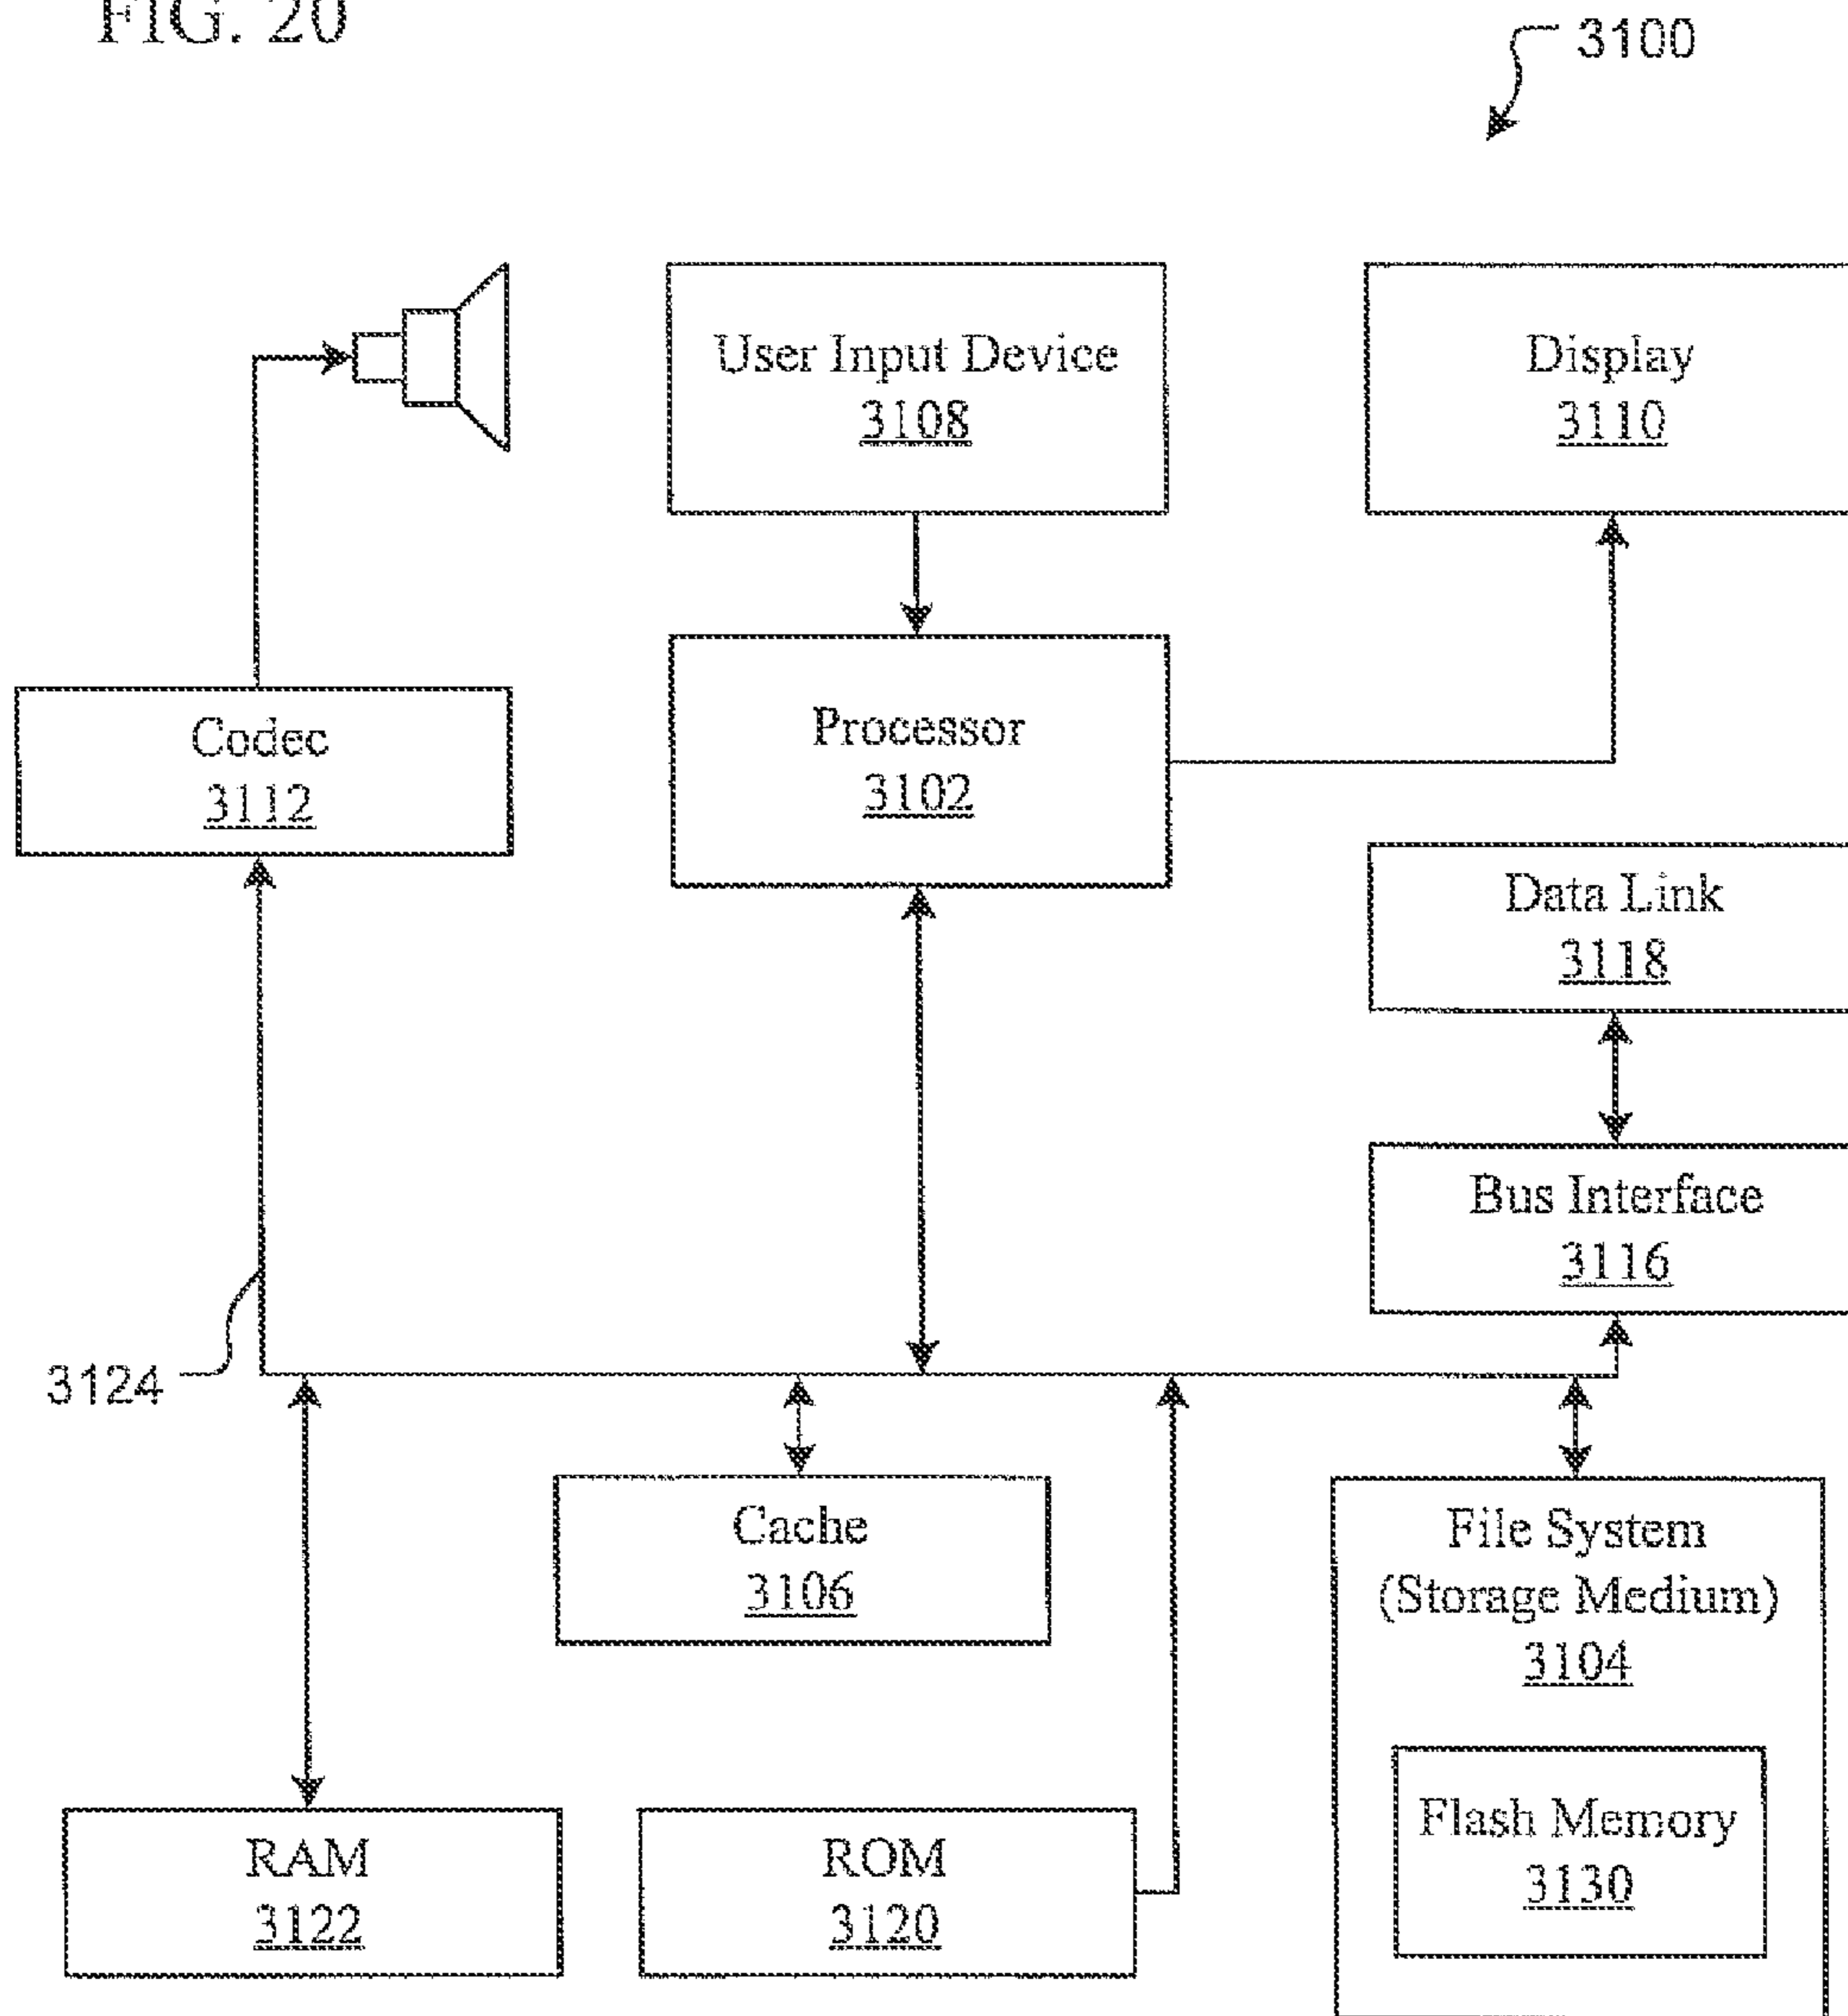 FIG. 20
3100
User Input Device
3108
Display
3110
Codec
3112
Processor
3102
Data Link
3118
Bus Interface
3116
3124
Cache
3106
File System
(Storage Medium)
3104
Flash Memory
3130
RAM
3122
ROM
3120